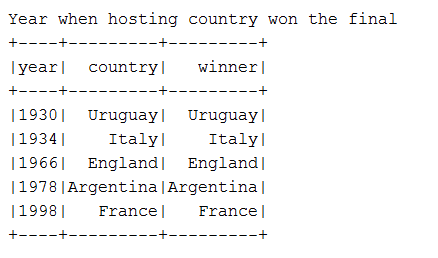 Year when hosting country won the final
+----+---------+---------+
|year|  country|   winner|
+----+---------+---------+
|1930|  Uruguay|  Uruguay|
|1934|    Italy|    Italy|
|1966|  England|  England|
|1978|Argentina|Argentina|
|1998|   France|   France|
+----+---------+---------+